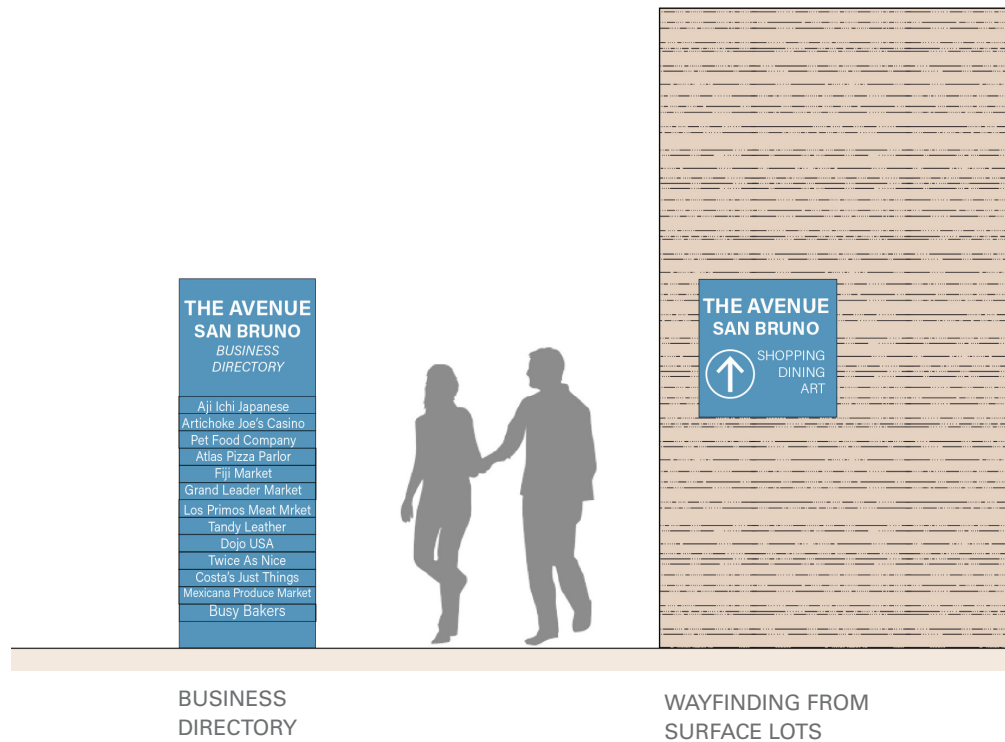 THE AVENUE
SAN BRUNO
BUSINESS
DIRECTORY
Aji Ichi Japanese
Artichoke Joe's Casino
Pet Food Company
Atlas Pizza Parlor
Fiji Market
Grand Leader Market
Los Primos Meat Mrket
Tandy Leather
Dojo USA
Twice As Nice
Costa's Just Things
Mexicana Produce Market
Busy Bakers
THE AVENUE
SAN BRUNO
SHOPPING
DINING
ART
BUSINESS
DIRECTORY
WAYFINDING FROM
SURFACE LOTS